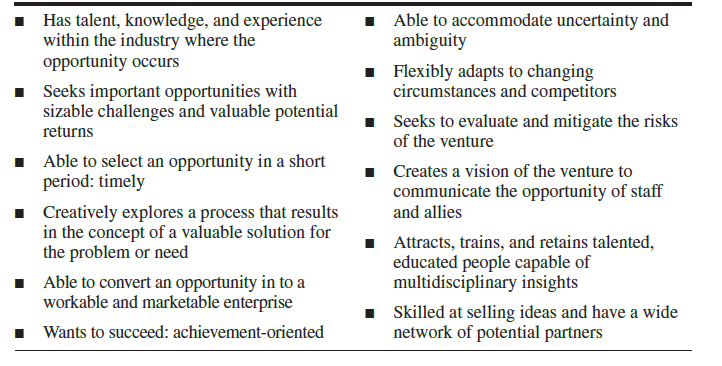 ■ Has talent, knowledge, and experience
within the industry where the
opportunity occurs
■ Seeks important opportunities with
sizable challenges and valuable potential
returns
■ Able to select an opportunity in a short
period: timely
■ Creatively explores a process that results
in the concept of a valuable solution for
the problem or need
■ Able to convert an opportunity in to a
workable and marketable enterprise
■ Wants to succeed: achievement-oriented
■ Able to accommodate uncertainty and
ambiguity
■ Flexibly adapts to changing
circumstances and competitors
■ Seeks to evaluate and mitigate the risks
of the venture
■ Creates a vision of the venture to
communicate the opportunity of staff
and allies
■ Attracts, trains, and retains talented,
educated people capable of
multidisciplinary insights
■ Skilled at selling ideas and have a wide
network of potential partners